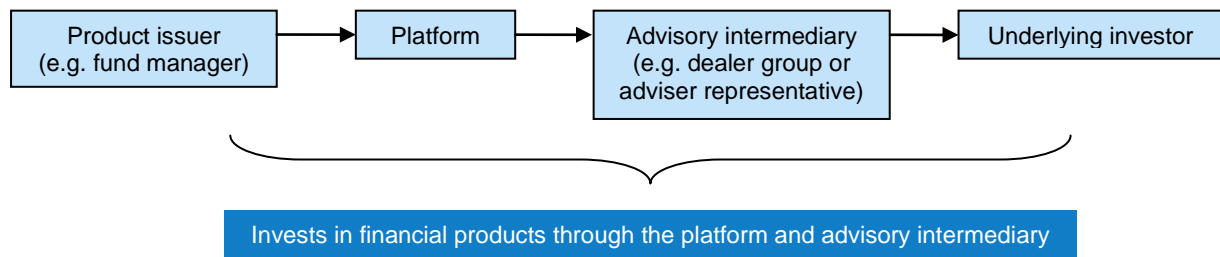 Product issuer
(e.g. fund manager)
Platform
Advisory intermediary
(e.g. dealer group or
adviser representative)
Underlying investor
Invests in financial products through the platform and advisory intermediary